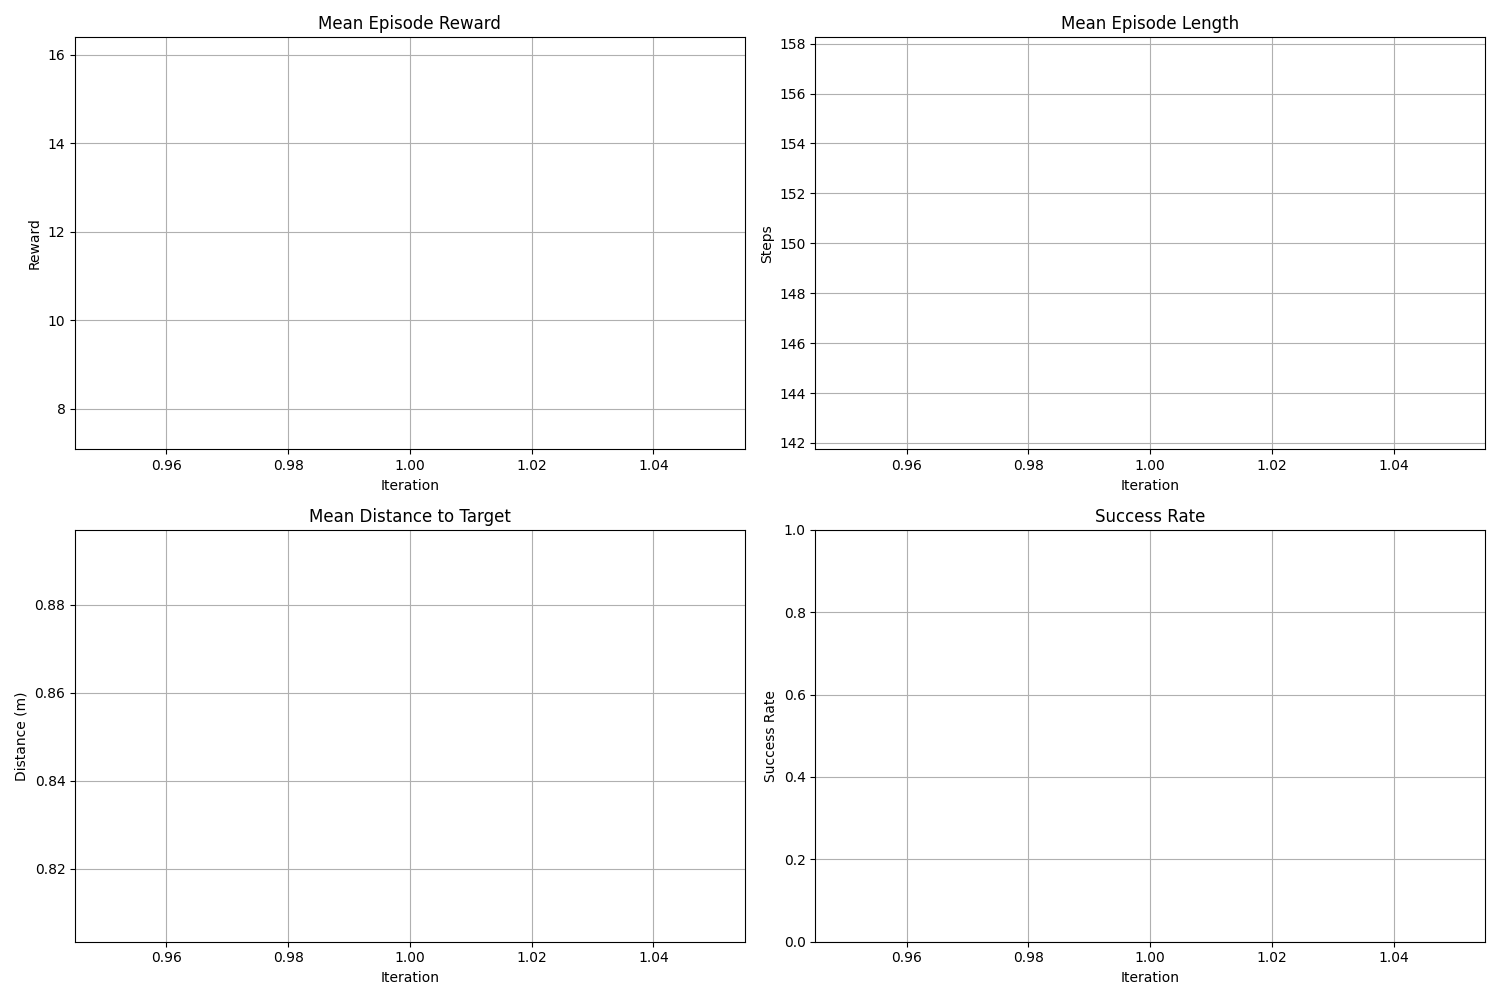 Mean Episode Reward
16
14
12
10
8
Reward
0.96 0.98 1.00 1.02 1.04
Iteration
Mean Episode Length
158
156
154
152
150
148
146
144
142
Steps
0.96 0.98 1.00 1.02 1.04
Iteration
Mean Distance to Target
0.88
0.86
0.84
0.82
Distance (m)
0.96 0.98 1.00 1.02 1.04
Iteration
Success Rate
1.0
0.8
0.6
0.4
0.2
0.0
Success Rate
0.96 0.98 1.00 1.02 1.04
Iteration